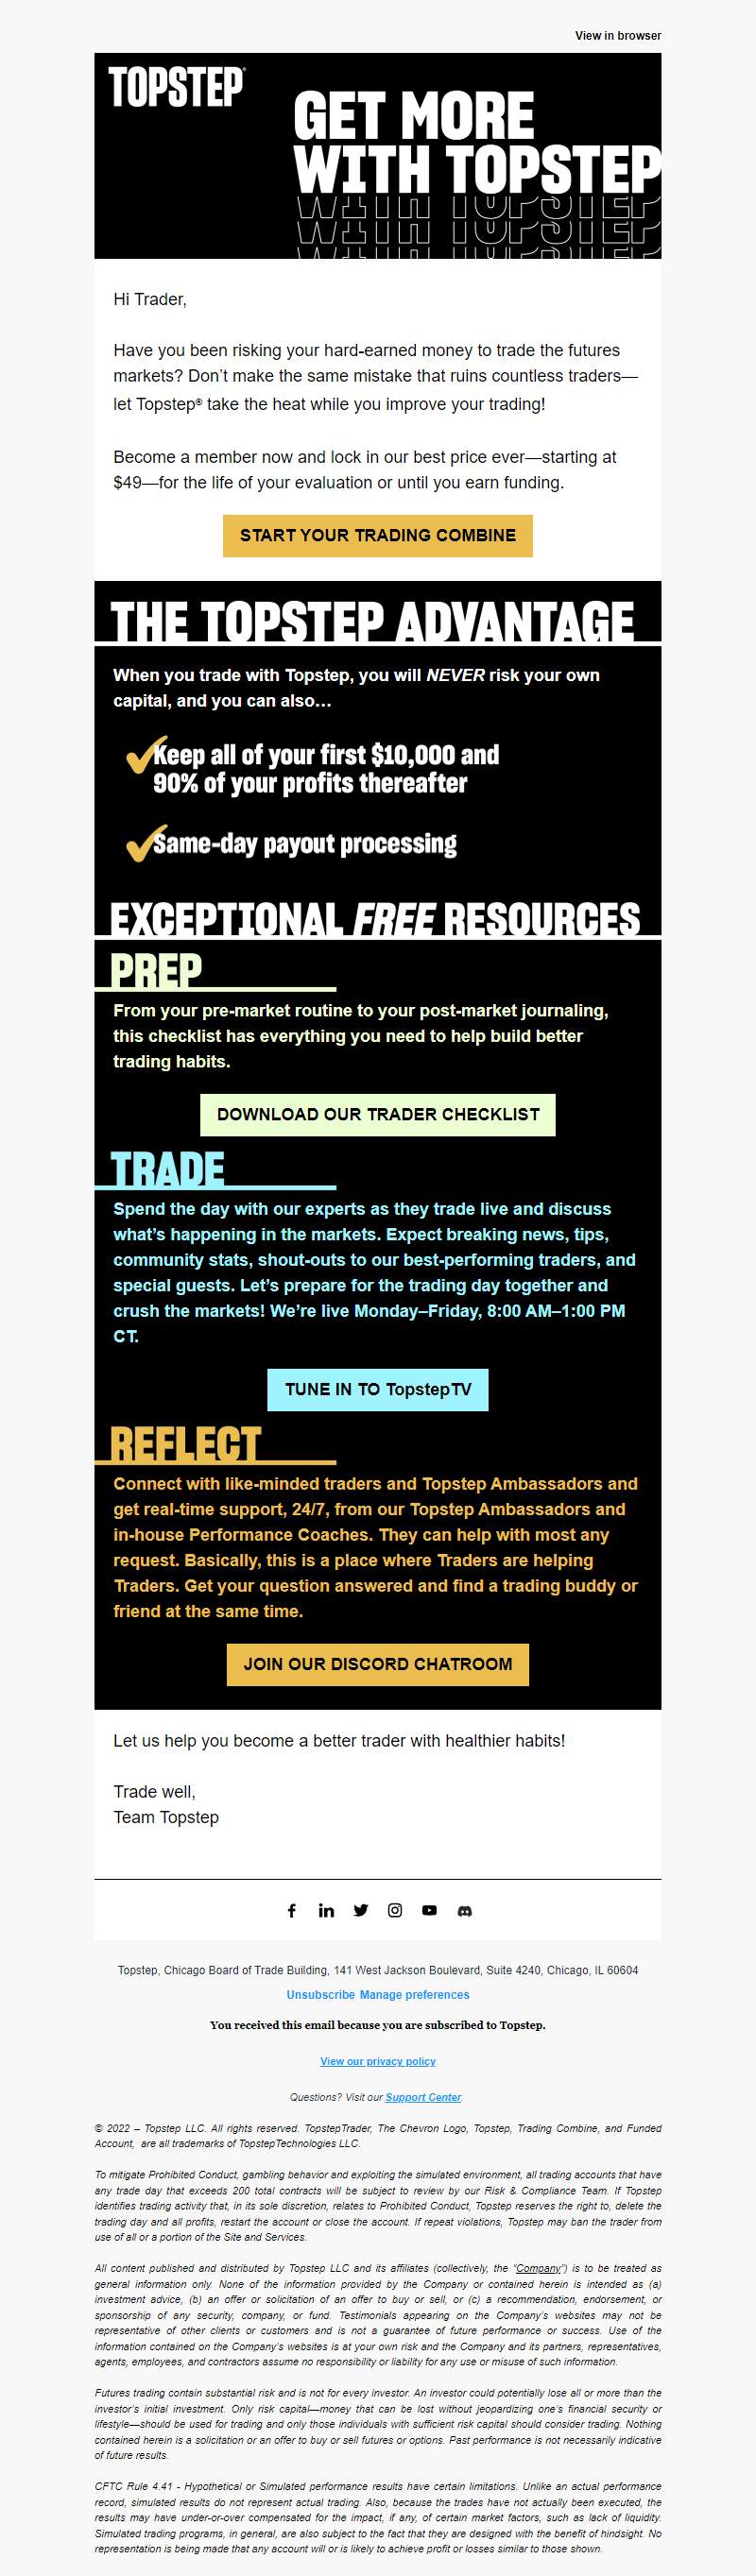 View in browser
TOPSTEP®
GET MORE
WITH TOPSTEP
WITH TOPSTEP
WITH TOPSTEP
WITH TOPSTEP
Hi Trader,
Have you been risking your hard-earned money to trade the futures
markets? Don’t make the same mistake that ruins countless traders—
let Topstep® take the heat while you improve your trading!
Become a member now and lock in our best price ever—starting at
$49—for the life of your evaluation or until you earn funding.
START YOUR TRADING COMBINE
THE TOPSTEP ADVANTAGE
When you trade with Topstep, you will NEVER risk your own
capital, and you can also…
Keep all of your first $10,000 and
90% of your profits thereafter
Same-day payout processing
EXCEPTIONAL FREE RESOURCES
PREP
From your pre-market routine to your post-market journaling,
this checklist has everything you need to help build better
trading habits.
DOWNLOAD OUR TRADER CHECKLIST
TRADE
Spend the day with our experts as they trade live and discuss
what’s happening in the markets. Expect breaking news, tips,
community stats, shout-outs to our best-performing traders, and
special guests. Let’s prepare for the trading day together and
crush the markets! We’re live Monday–Friday, 8:00 AM–1:00 PM
CT.
TUNE IN TO TopstepTV
REFLECT
Connect with like-minded traders and Topstep Ambassadors and
get real-time support, 24/7, from our Topstep Ambassadors and
in-house Performance Coaches. They can help with most any
request. Basically, this is a place where Traders are helping
Traders. Get your question answered and find a trading buddy or
friend at the same time.
JOIN OUR DISCORD CHATROOM
Let us help you become a better trader with healthier habits!
Trade well,
Team Topstep
Topstep, Chicago Board of Trade Building, 141 West Jackson Boulevard, Suite 4240, Chicago, IL 60604
Unsubscribe Manage preferences
You received this email because you are subscribed to Topstep.
View our privacy policy
Questions? Visit our Support Center.
© 2022 – Topstep LLC. All rights reserved. TopstepTrader, The Chevron Logo, Topstep, Trading Combine, and Funded
Account, are all trademarks of TopstepTechnologies LLC.
To mitigate Prohibited Conduct, gambling behavior and exploiting the simulated environment, all trading accounts that have
any trade day that exceeds 200 total contracts will be subject to review by our Risk & Compliance Team. If Topstep
identifies trading activity that, in its sole discretion, relates to Prohibited Conduct, Topstep reserves the right to, delete the
trading day and all profits, restart the account or close the account. If repeat violations, Topstep may ban the trader from
use of all or a portion of the Site and Services.
All content published and distributed by Topstep LLC and its affiliates (collectively, the “Company”) is to be treated as
general information only. None of the information provided by the Company or contained herein is intended as (a)
investment advice, (b) an offer or solicitation of an offer to buy or sell, or (c) a recommendation, endorsement, or
sponsorship of any security, company, or fund. Testimonials appearing on the Company’s websites may not be
representative of other clients or customers and is not a guarantee of future performance or success. Use of the
information contained on the Company’s websites is at your own risk and the Company and its partners, representatives,
agents, employees, and contractors assume no responsibility or liability for any use or misuse of such information.
Futures trading contain substantial risk and is not for every investor. An investor could potentially lose all or more than the
investor’s initial investment. Only risk capital—money that can be lost without jeopardizing one’s financial security or
lifestyle—should be used for trading and only those individuals with sufficient risk capital should consider trading. Nothing
contained herein is a solicitation or an offer to buy or sell futures or options. Past performance is not necessarily indicative
of future results.
CFTC Rule 4.41 - Hypothetical or Simulated performance results have certain limitations. Unlike an actual performance
record, simulated results do not represent actual trading. Also, because the trades have not actually been executed, the
results may have under-or-over compensated for the impact, if any, of certain market factors, such as lack of liquidity.
Simulated trading programs, in general, are also subject to the fact that they are designed with the benefit of hindsight. No
representation is being made that any account will or is likely to achieve profit or losses similar to those shown.